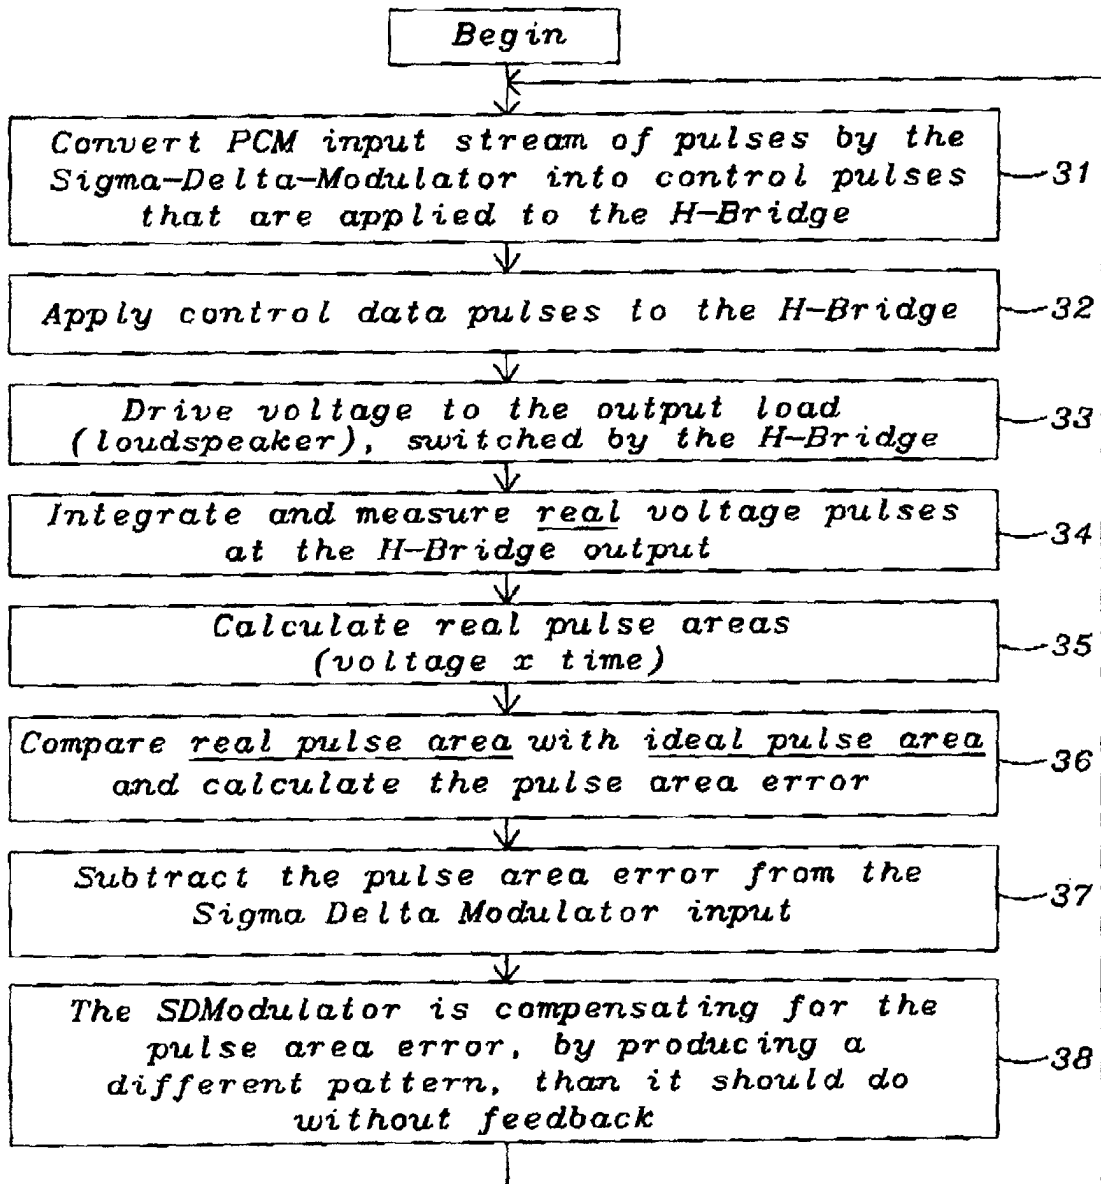 Begin
Convert PCM input stream of pulses by the
Sigma-Delta-Modulator into control pulses
that are applied to the H-Bridge
31
Apply control data pulses to the H-Bridge
32
Drive voltage to the output load
(loudspeaker), switched by the H-Bridge
33
Integrate and measure real voltage pulses
at the H-Bridge output
34
Calculate real pulse areas
(voltage x time)
35
Compare real pulse area with ideal pulse area
and calculate the pulse area error
36
Subtract the pulse area error from the
Sigma Delta Modulator input
37
The SDModulator is compensating for the
pulse area error, by producing a
different pattern, than it should do
without feedback
38